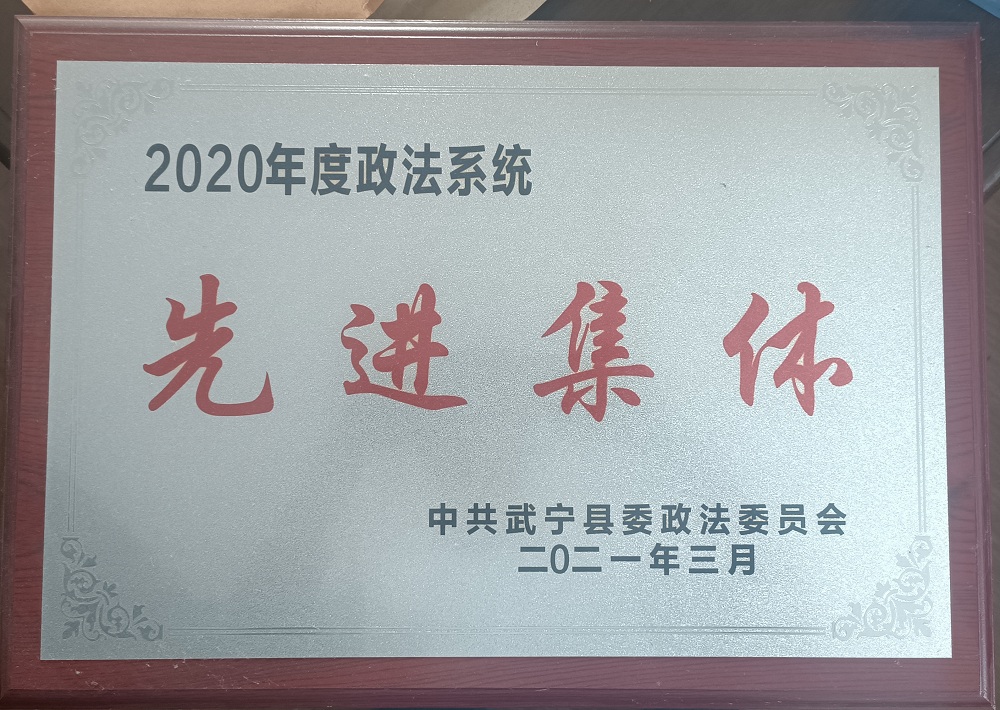 2020年度政法系统
先进集体
中共武宁县委政法委员会
二〇二一年三月